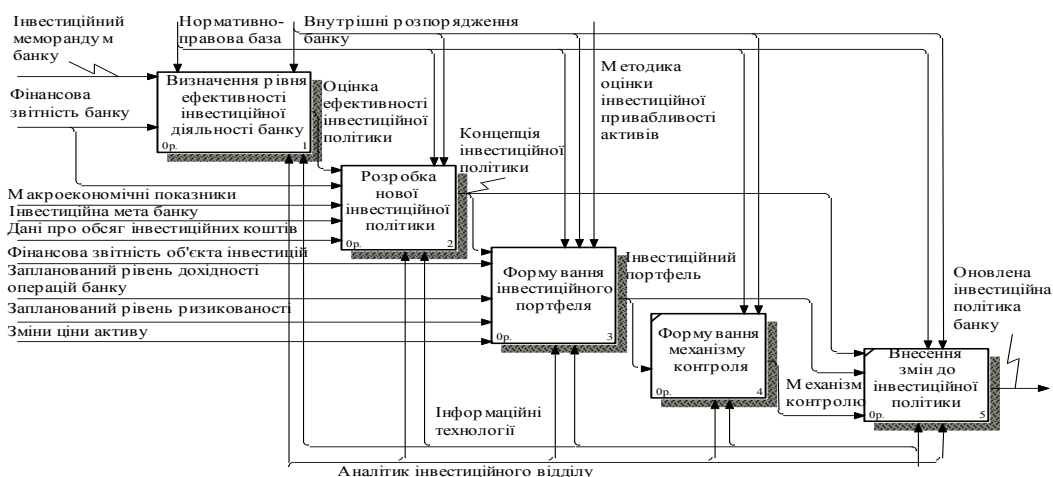 Інвестиційний
меморандум
банку
Нормативно-
правова база
Внутрішні розпорядження
банку
Фінансова
звітність банку
Визначення рівня
ефективності
інвестиційної
діяльності банку
0р. 1
Оцінка
ефективності
інвестиційної
політики
Методика
оцінки
інвестиційної
привабливості
активів
Концепція
інвестиційної
політики
Розробка
нової
інвестиційної
політики
0р. 2
Макроекономічні показники
Інвестиційна мета банку
Дані про обсяг інвестиційних коштів
Фінансова звітність об'єкта інвестицій
Запланований рівень дохідності
операцій банку
Запланований рівень ризикованості
Зміни ціни активу
Формування
інвестиційного
портфеля
0р. 3
Інвестиційний
портфель
Формування
механізму
контроля
0р. 4
Оновлена
інвестиційна
політика
банку
Механізм
контролю
Внесення
змін до
інвестиційної
політики
0р. 5
Інформаційні
технології
Аналітик інвестиційного відділу